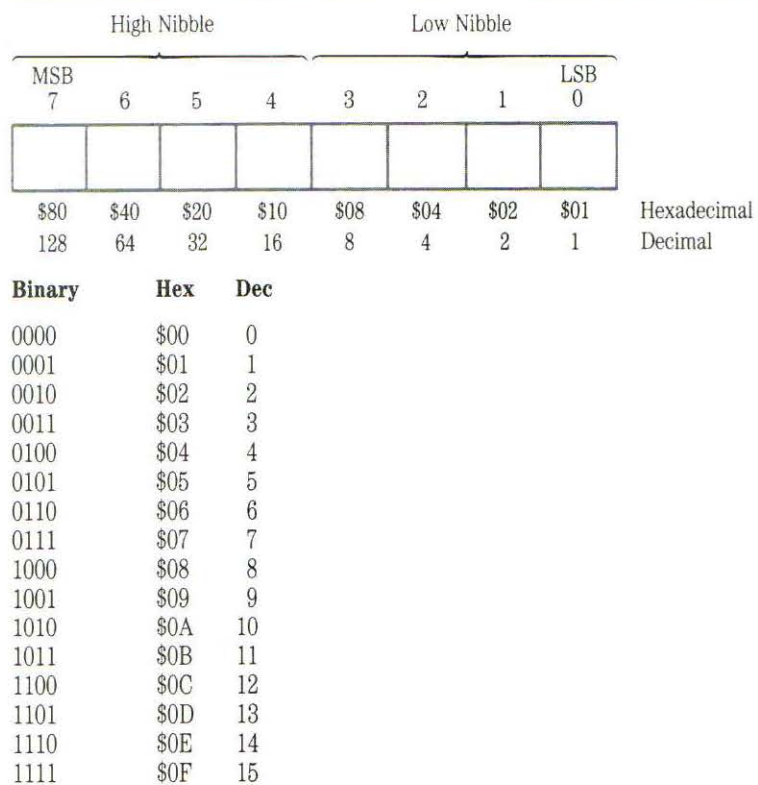 High Nibble Low Nibble
MSB LSB
7 6 5 4 3 2 1 0
$80 $40 $20 $10 $08 $04 $02 $01 Hexadecimal
128 64 32 16 8 4 2 1 Decimal
Binary Hex Dec
0000 $00 0
0001 $01 1
0010 $02 2
0011 $03 3
0100 $04 4
0101 $05 5
0110 $06 6
0111 $07 7
1000 $08 8
1001 $09 9
1010 $0A 10
1011 $0B 11
1100 $0C 12
1101 $0D 13
1110 $0E 14
1111 $0F 15